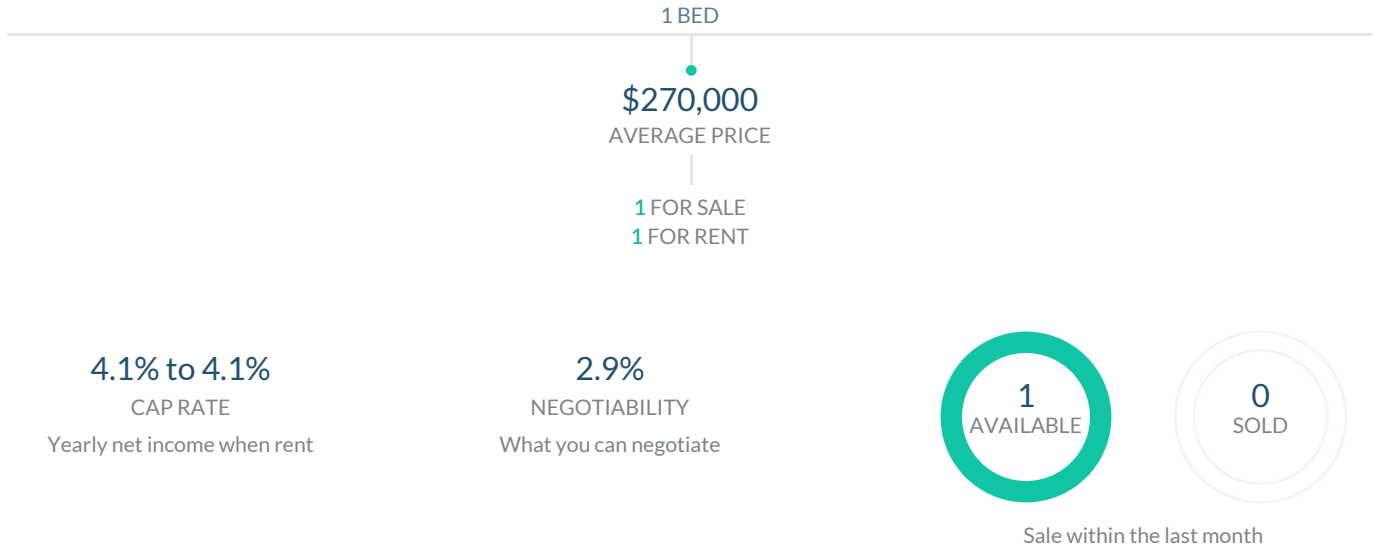 1 BED
$270,000
AVERAGE PRICE
1 FOR SALE
1 FOR RENT
4.1% to 4.1%
CAP RATE
Yearly net income when rent
2.9%
NEGOTIABILITY
What you can negotiate
1
AVAILABLE
0
SOLD
Sale within the last month